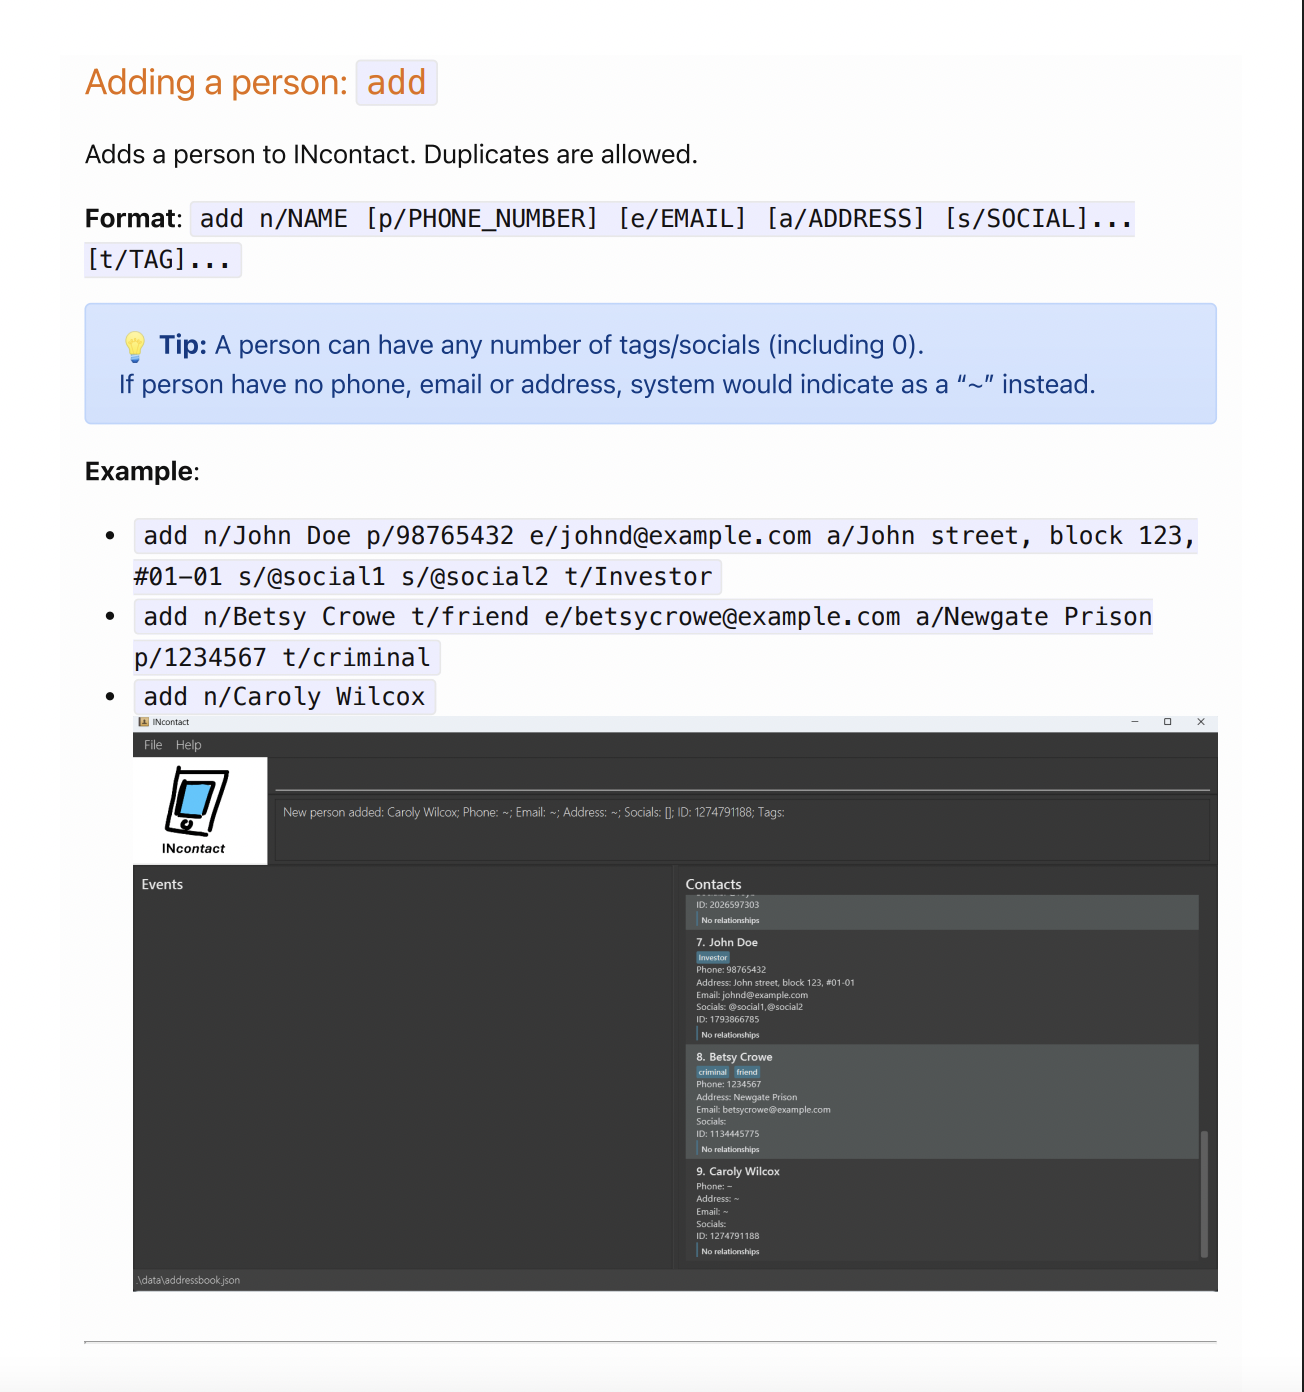 Adding a person: add
Adds a person to INcontact. Duplicates are allowed.
Format: add n/NAME [p/PHONE_NUMBER] [e/EMAIL] [a/ADDRESS] [s/SOCIAL]...
[t/TAG]...
💡 Tip: A person can have any number of tags/socials (including 0).
If person have no phone, email or address, system would indicate as a “~” instead.
Example:
• add n/John Doe p/98765432 e/johnd@example.com a/John street, block 123,
#01-01 s/@social1 s/@social2 t/Investor
• add n/Betsy Crowe t/friend e/betsycrowe@example.com a/Newgate Prison
p/1234567 t/criminal
• add n/Caroly Wilcox
INcontact
File Help
INcontact
New person added: Caroly Wilcox; Phone: ~; Email: ~; Address: ~; Socials: []; ID: 1274791188; Tags:
Events
Contacts
ID: 2026597303
No relationships
7. John Doe
Investor
Phone: 98765432
Address: John street, block 123, #01-01
Email: johnd@example.com
Socials: @social1,@social2
ID: 1793866785
No relationships
8. Betsy Crowe
criminal friend
Phone: 1234567
Address: Newgate Prison
Email: betsycrowe@example.com
Socials:
ID: 1134445775
No relationships
9. Caroly Wilcox
Phone: ~
Address: ~
Email: ~
Socials:
ID: 1274791188
No relationships
.\data\addressbook.json